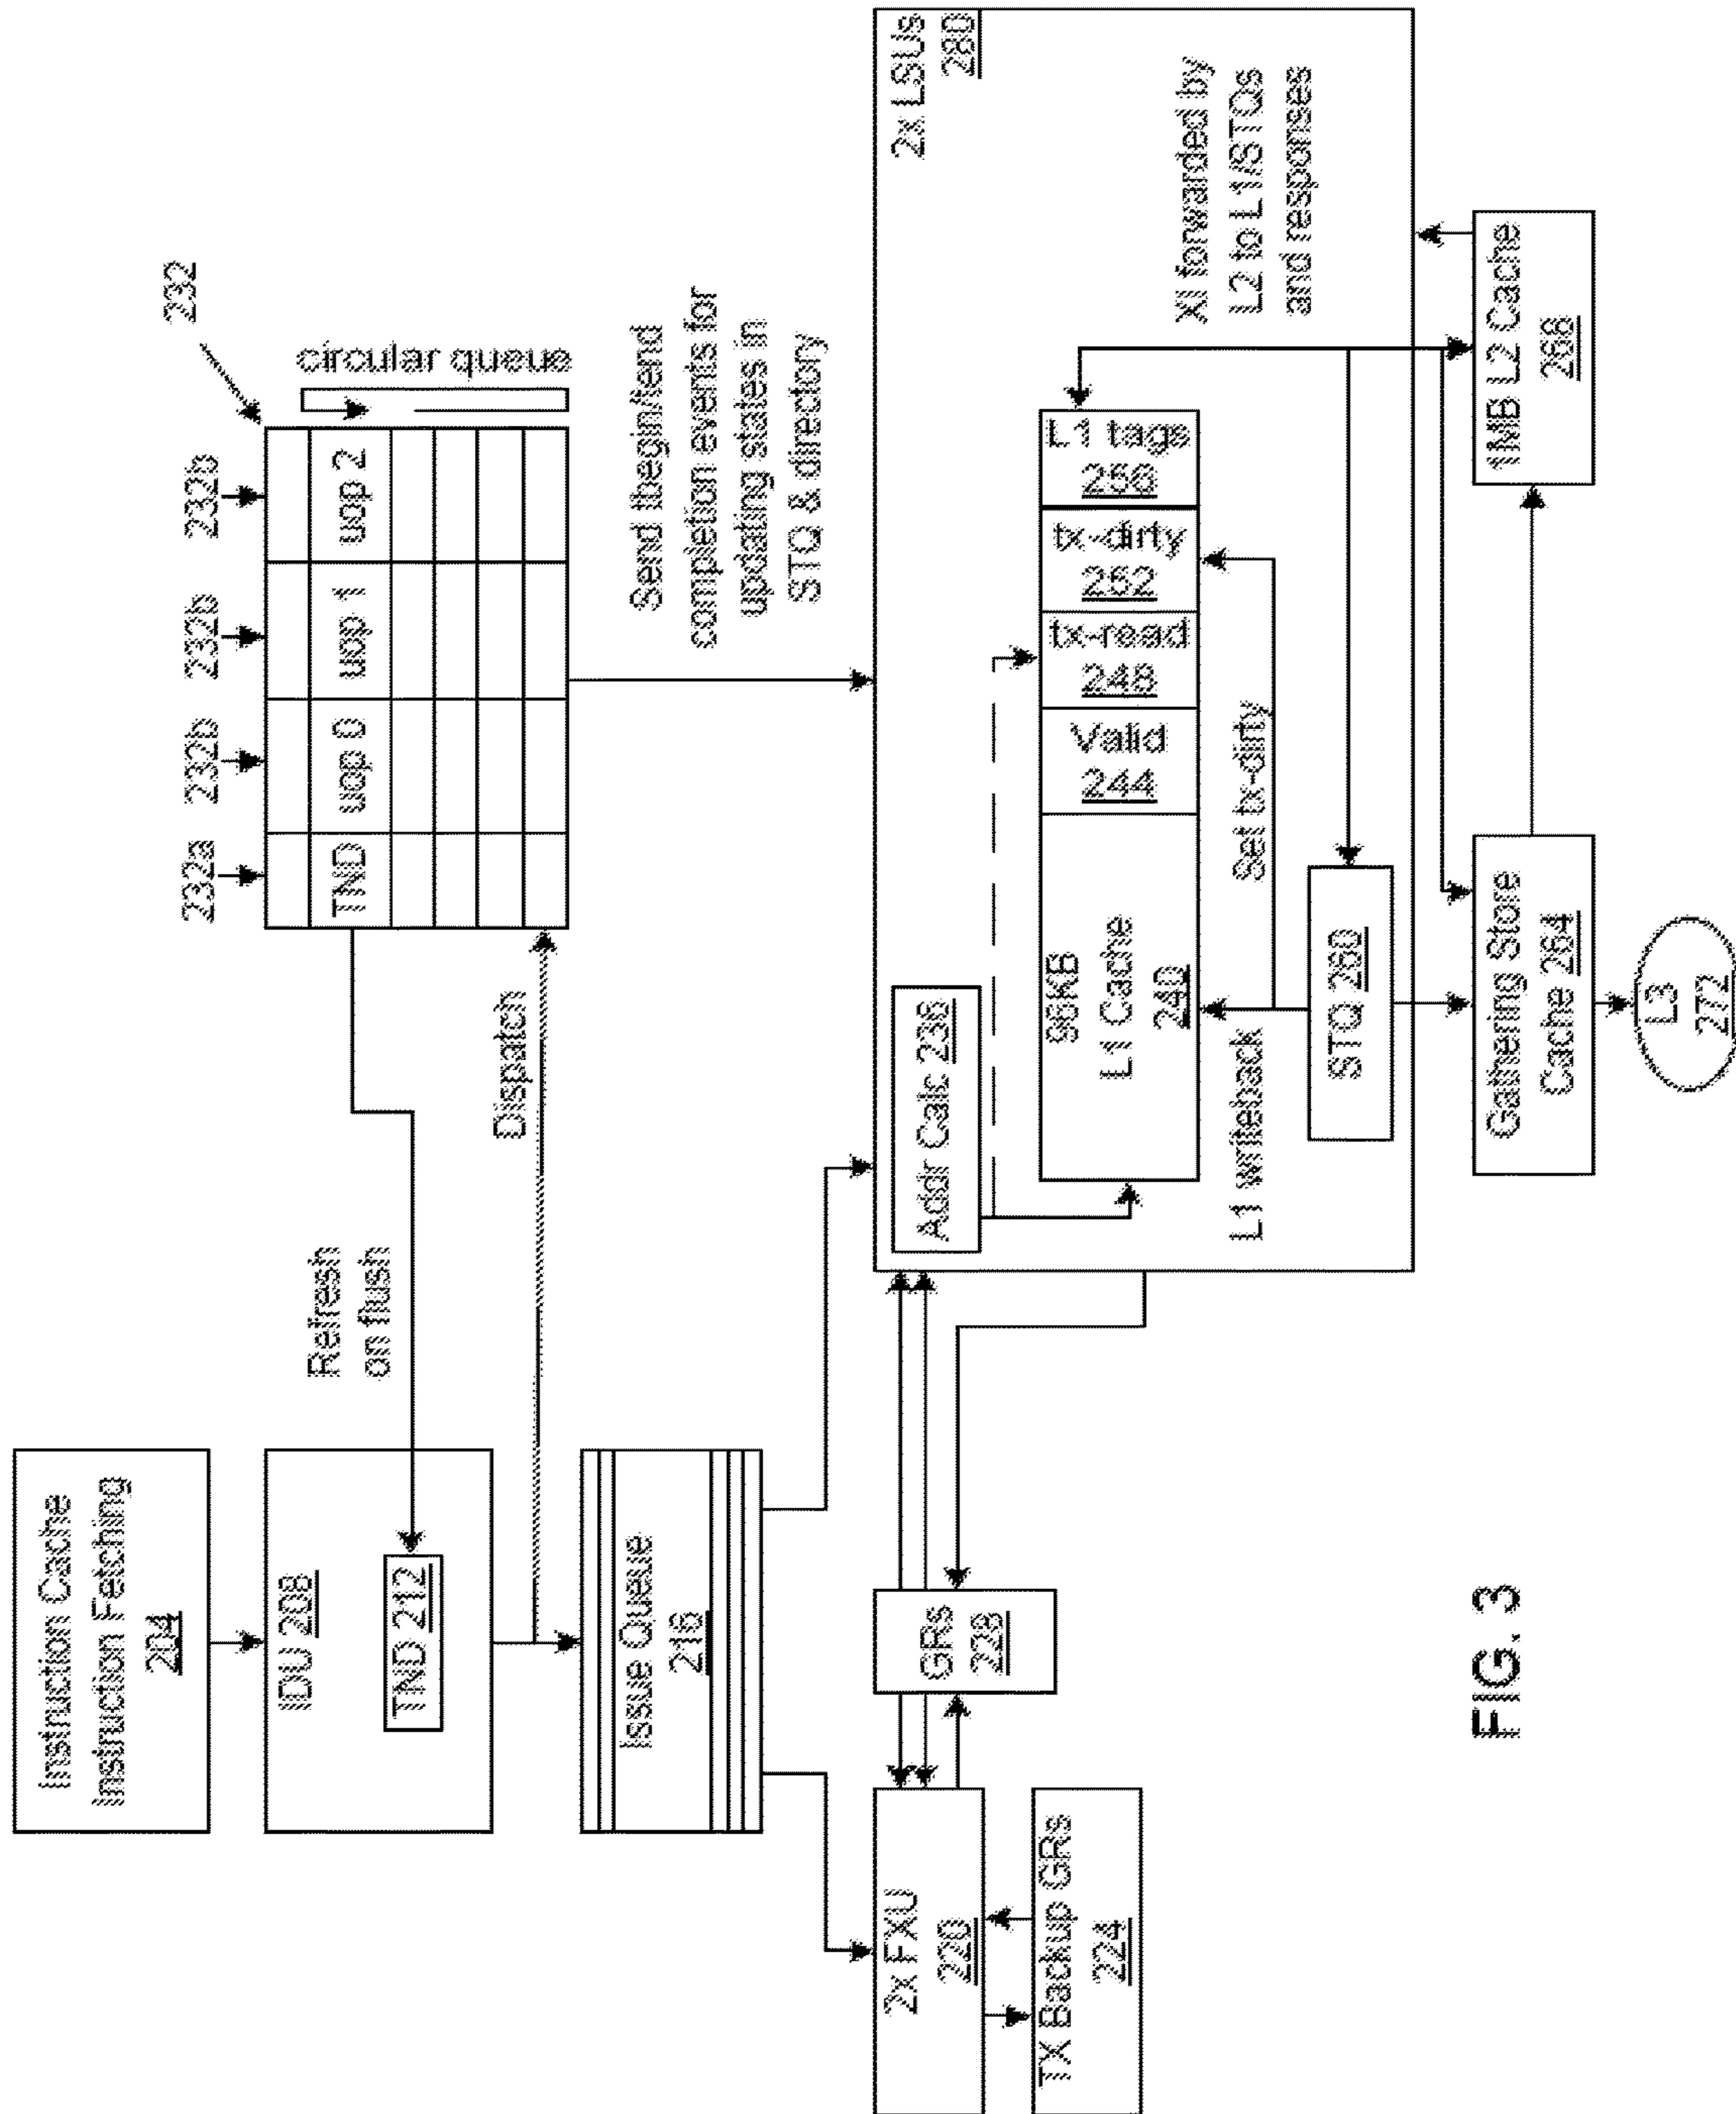 Instruction Cache
Instruction Fetching
204
IDU 208
TND 212
Refresh
on flush
Dispatch
Issue Queue
216
232
232a
232b
232b
232b
TND
uop 0
uop 1
uop 2
circular queue
Send tbegin/tend
completion events for
updating states in
STQ & directory
2x FXU
220
TX Backup GRs
224
GRs
228
2x LSUs
280
Addr Calc 236
96KB
L1 Cache
240
Valid
244
tx-read
248
tx-dirty
252
L1 tags
256
L1 writeback
Set tx-dirty
STQ 260
XI forwarded by
L2 to L1/STQs
and responses
Gathering Store
Cache 264
1MB L2 Cache
268
L3
272
FIG. 3